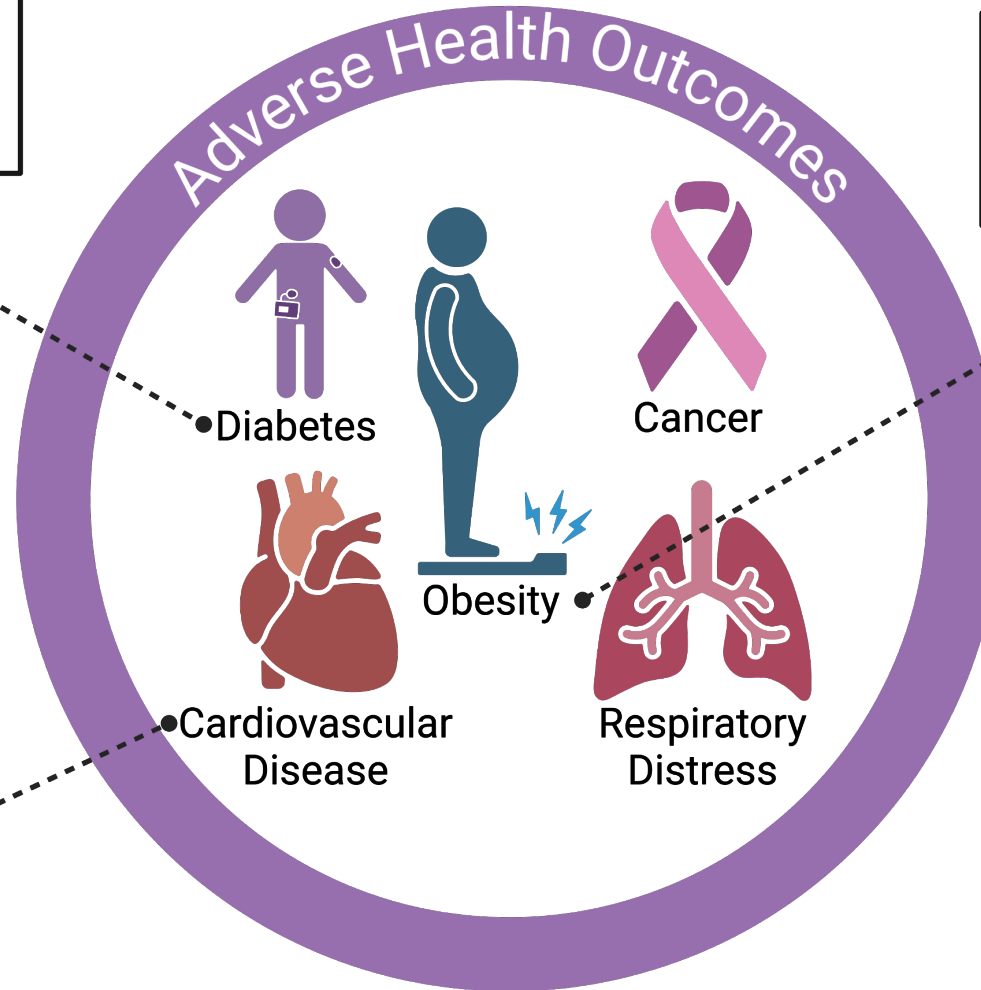 Adverse Health Outcomes
Diabetes
Cancer
Obesity
Cardiovascular
Disease
Respiratory
Distress